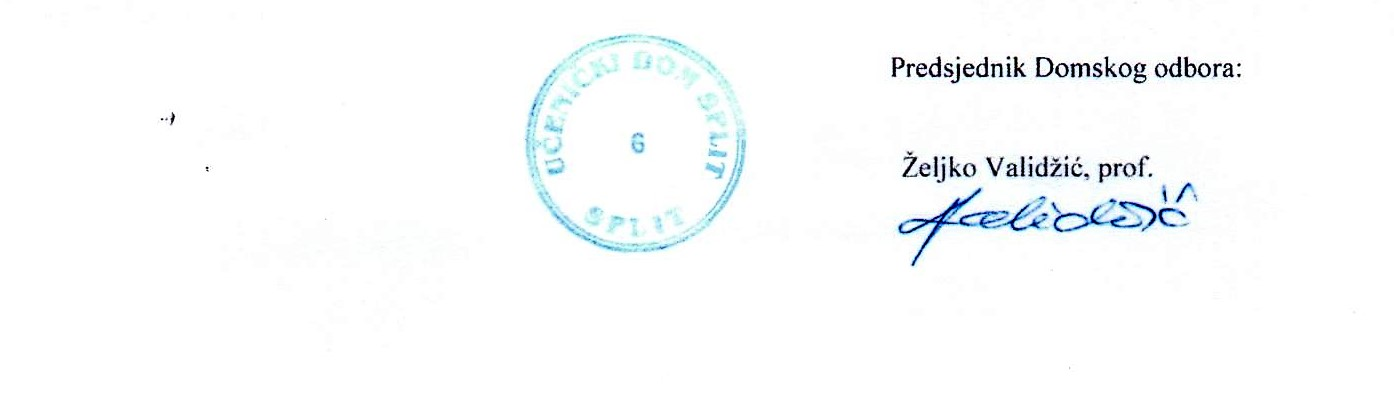 Predsjednik Domskog odbora:
UČENIČKI DOM SPLIT
6
SPLIT
Željko Validžić, prof.